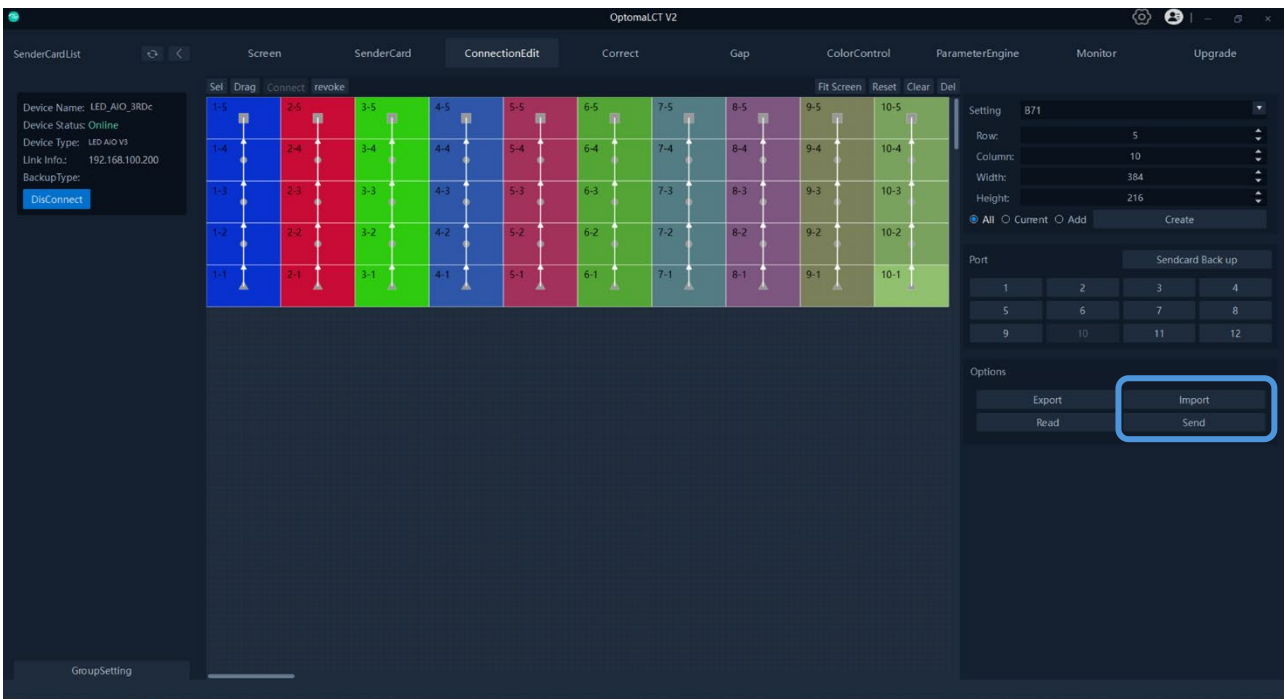 OptomaLCT V2
SenderCardList
Screen SenderCard ConnectionEdit Correct Gap ColorControl ParameterEngine Monitor Upgrade
Sel Drag Connect revoke Fit Screen Reset Clear Del
Device Name: LED_AIO_3RDc
Device Status: Online
Device Type: LED AIO V3
Link Info.: 192.168.100.200
BackupType:
DisConnect
1-5 2-5 3-5 4-5 5-5 6-5 7-5 8-5 9-5 10-5
1-4 2-4 3-4 4-4 5-4 6-4 7-4 8-4 9-4 10-4
1-3 2-3 3-3 4-3 5-3 6-3 7-3 8-3 9-3 10-3
1-2 2-2 3-2 4-2 5-2 6-2 7-2 8-2 9-2 10-2
1-1 2-1 3-1 4-1 5-1 6-1 7-1 8-1 9-1 10-1
Setting B71
Row: 5
Column: 10
Width: 384
Height: 216
All Current Add Create
Port Sendcard Back up
1 2 3 4
5 6 7 8
9 10 11 12
Options
Export Import
Read Send
GroupSetting